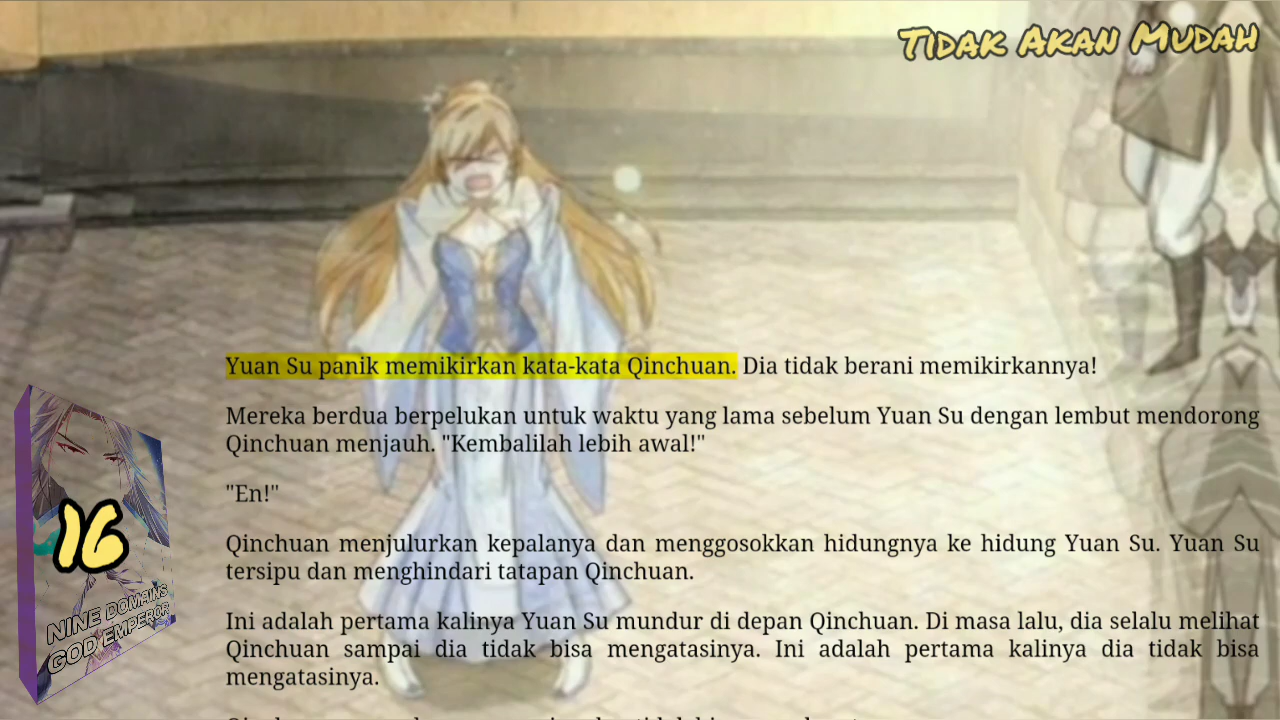 Tidak Akan Mudah
Yuan Su panik memikirkan kata-kata Qinchuan. Dia tidak berani memikirkannya!
Mereka berdua berpelukan untuk waktu yang lama sebelum Yuan Su dengan lembut mendorong
Qinchuan menjauh. "Kembalilah lebih awal!"
"En!"
Qinchuan menjulurkan kepalanya dan menggosokkan hidungnya ke hidung Yuan Su. Yuan Su
tersipu dan menghindari tatapan Qinchuan.
Ini adalah pertama kalinya Yuan Su mundur di depan Qinchuan. Di masa lalu, dia selalu melihat
Qinchuan sampai dia tidak bisa mengatasinya. Ini adalah pertama kalinya dia tidak bisa
mengatasinya.
16
NINE DOMAINS
GOD EMPEROR